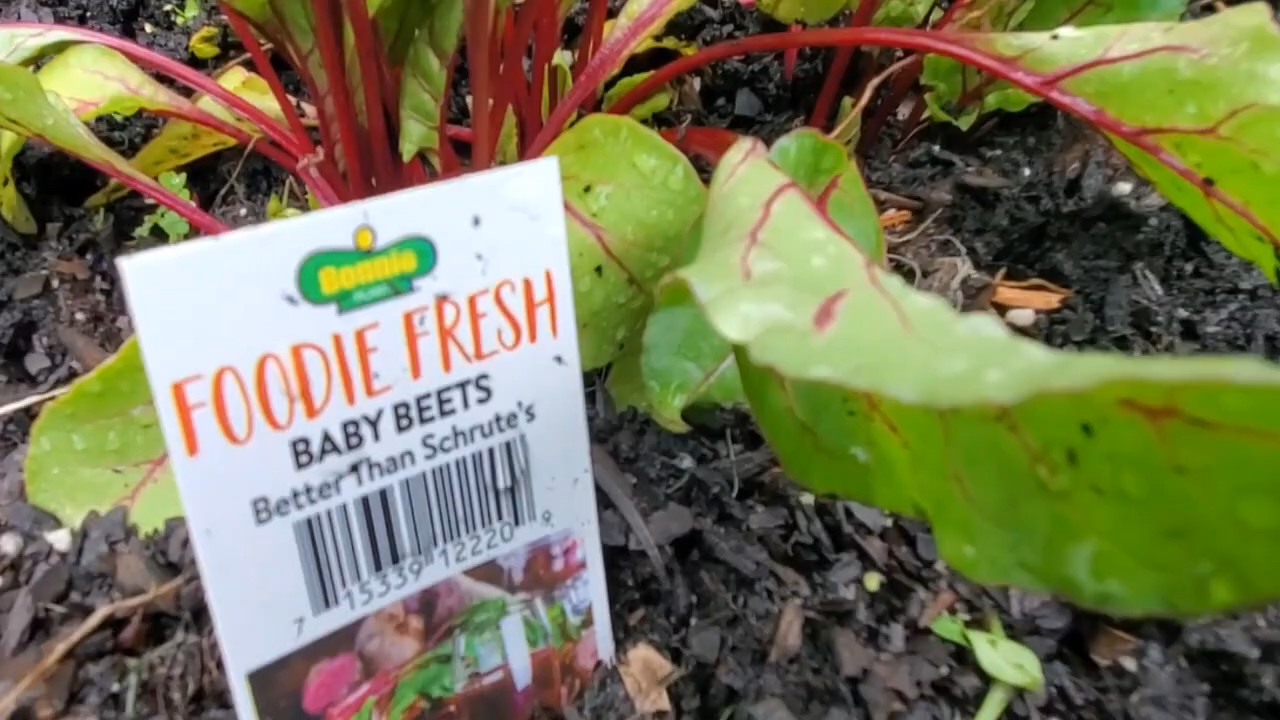 Bonnie
FOODIE FRESH
BABY BEETS
Better Than Schrute's
7 15339 12220 9